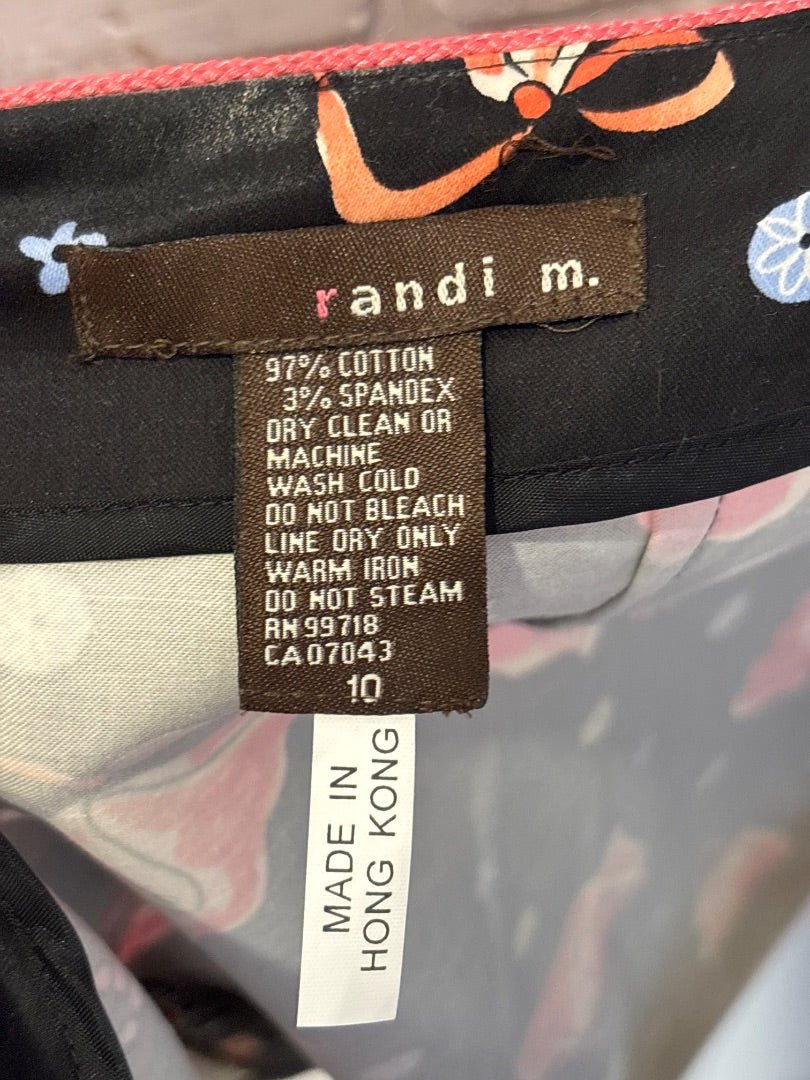 randi m.
97% COTTON
3% SPANDEX
DRY CLEAN OR
MACHINE
WASH COLD
DO NOT BLEACH
LINE DRY ONLY
WARM IRON
DO NOT STEAM
RN 99718
CA 07043
10
MADE IN
HONG KONG